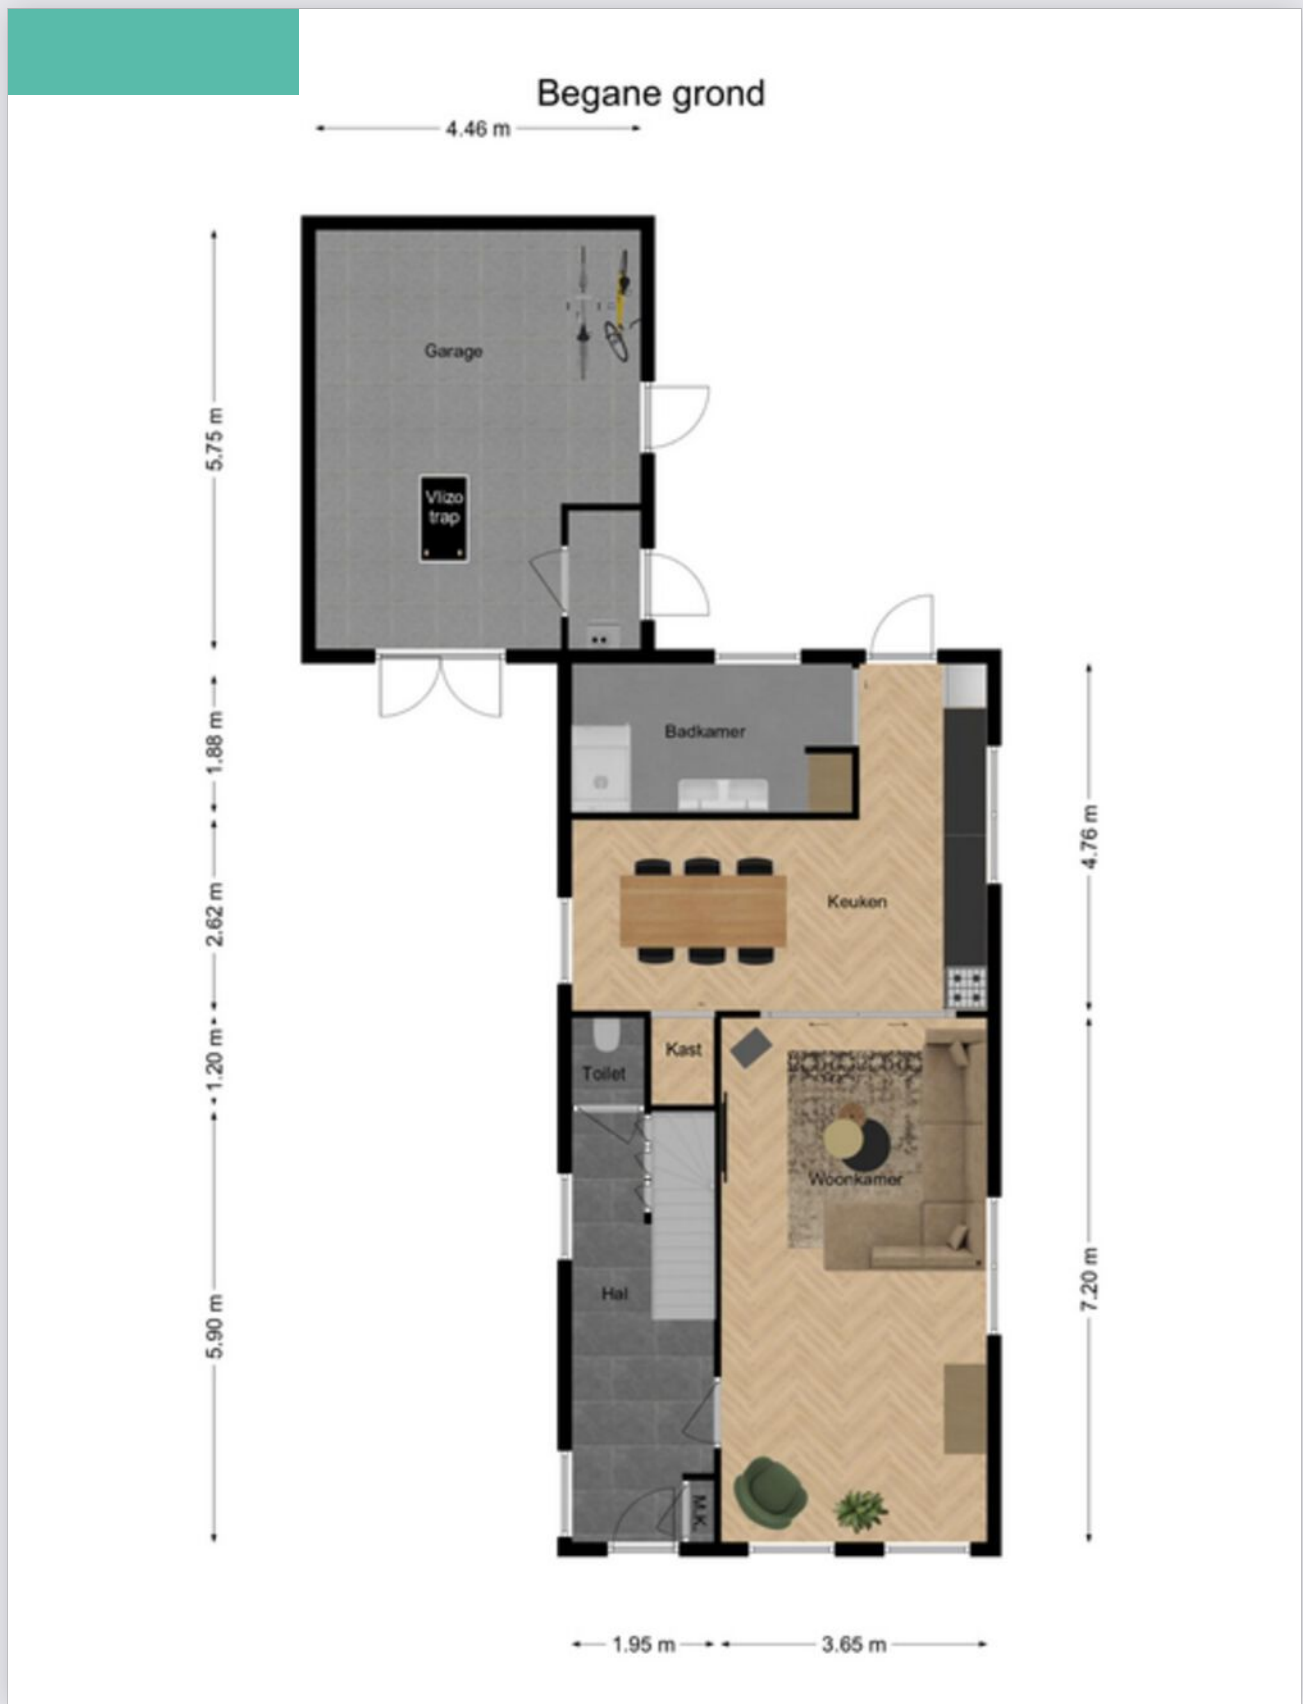 Begane grond
4.46 m
Garage
5.75 m
Vlizo
trap
Badkamer
1.88 m
4.76 m
Keuken
2.62 m
Kast
Toilet
1.20 m
Woonkamer
Hal
7.20 m
5.90 m
M.K.
1.95 m
3.65 m